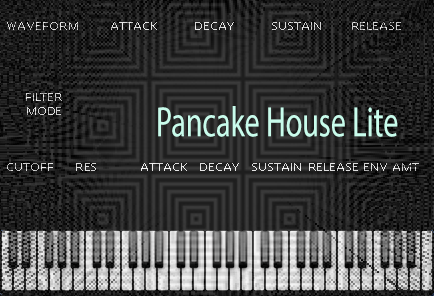 WAVEFORM ATTACK DECAY SUSTAIN RELEASE
FILTER
MODE
Pancake House Lite
CUTOFF RES ATTACK DECAY SUSTAIN RELEASE ENV AMT